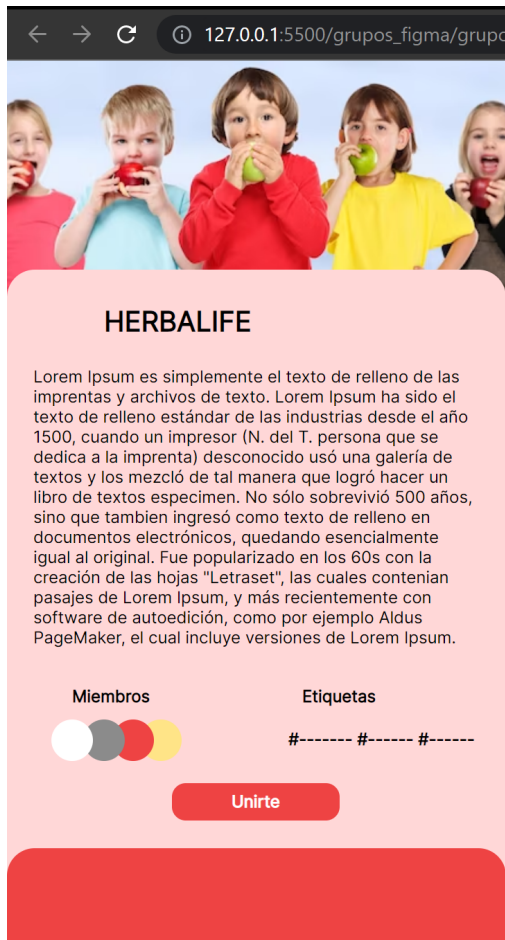 127.0.0.1:5500/grupos_figma/grupo
HERBALIFE
Lorem Ipsum es simplemente el texto de relleno de las
imprentas y archivos de texto. Lorem Ipsum ha sido el
texto de relleno estándar de las industrias desde el año
1500, cuando un impresor (N. del T. persona que se
dedica a la imprenta) desconocido usó una galería de
textos y los mezcló de tal manera que logró hacer un
libro de textos especimen. No sólo sobrevivió 500 años,
sino que tambien ingresó como texto de relleno en
documentos electrónicos, quedando esencialmente
igual al original. Fue popularizado en los 60s con la
creación de las hojas "Letraset", las cuales contenian
pasajes de Lorem Ipsum, y más recientemente con
software de autoedición, como por ejemplo Aldus
PageMaker, el cual incluye versiones de Lorem Ipsum.
Miembros
Etiquetas
#------- #------ #------
Unirte